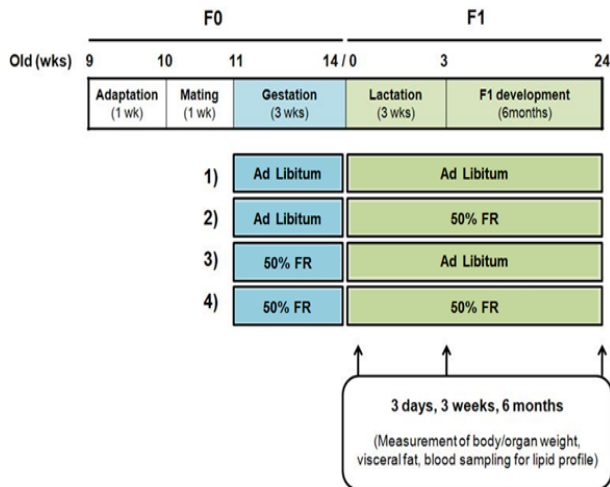 F0 F1
Old (wks) 9 10 11 14 / 0 3 24
Adaptation Mating Gestation Lactation F1 development
(1 wk) (1 wk) (3 wks) (3 wks) (6months)
1) Ad Libitum Ad Libitum
2) Ad Libitum 50% FR
3) 50% FR Ad Libitum
4) 50% FR 50% FR
3 days, 3 weeks, 6 months
(Measurement of body/organ weight,
visceral fat, blood sampling for lipid profile)